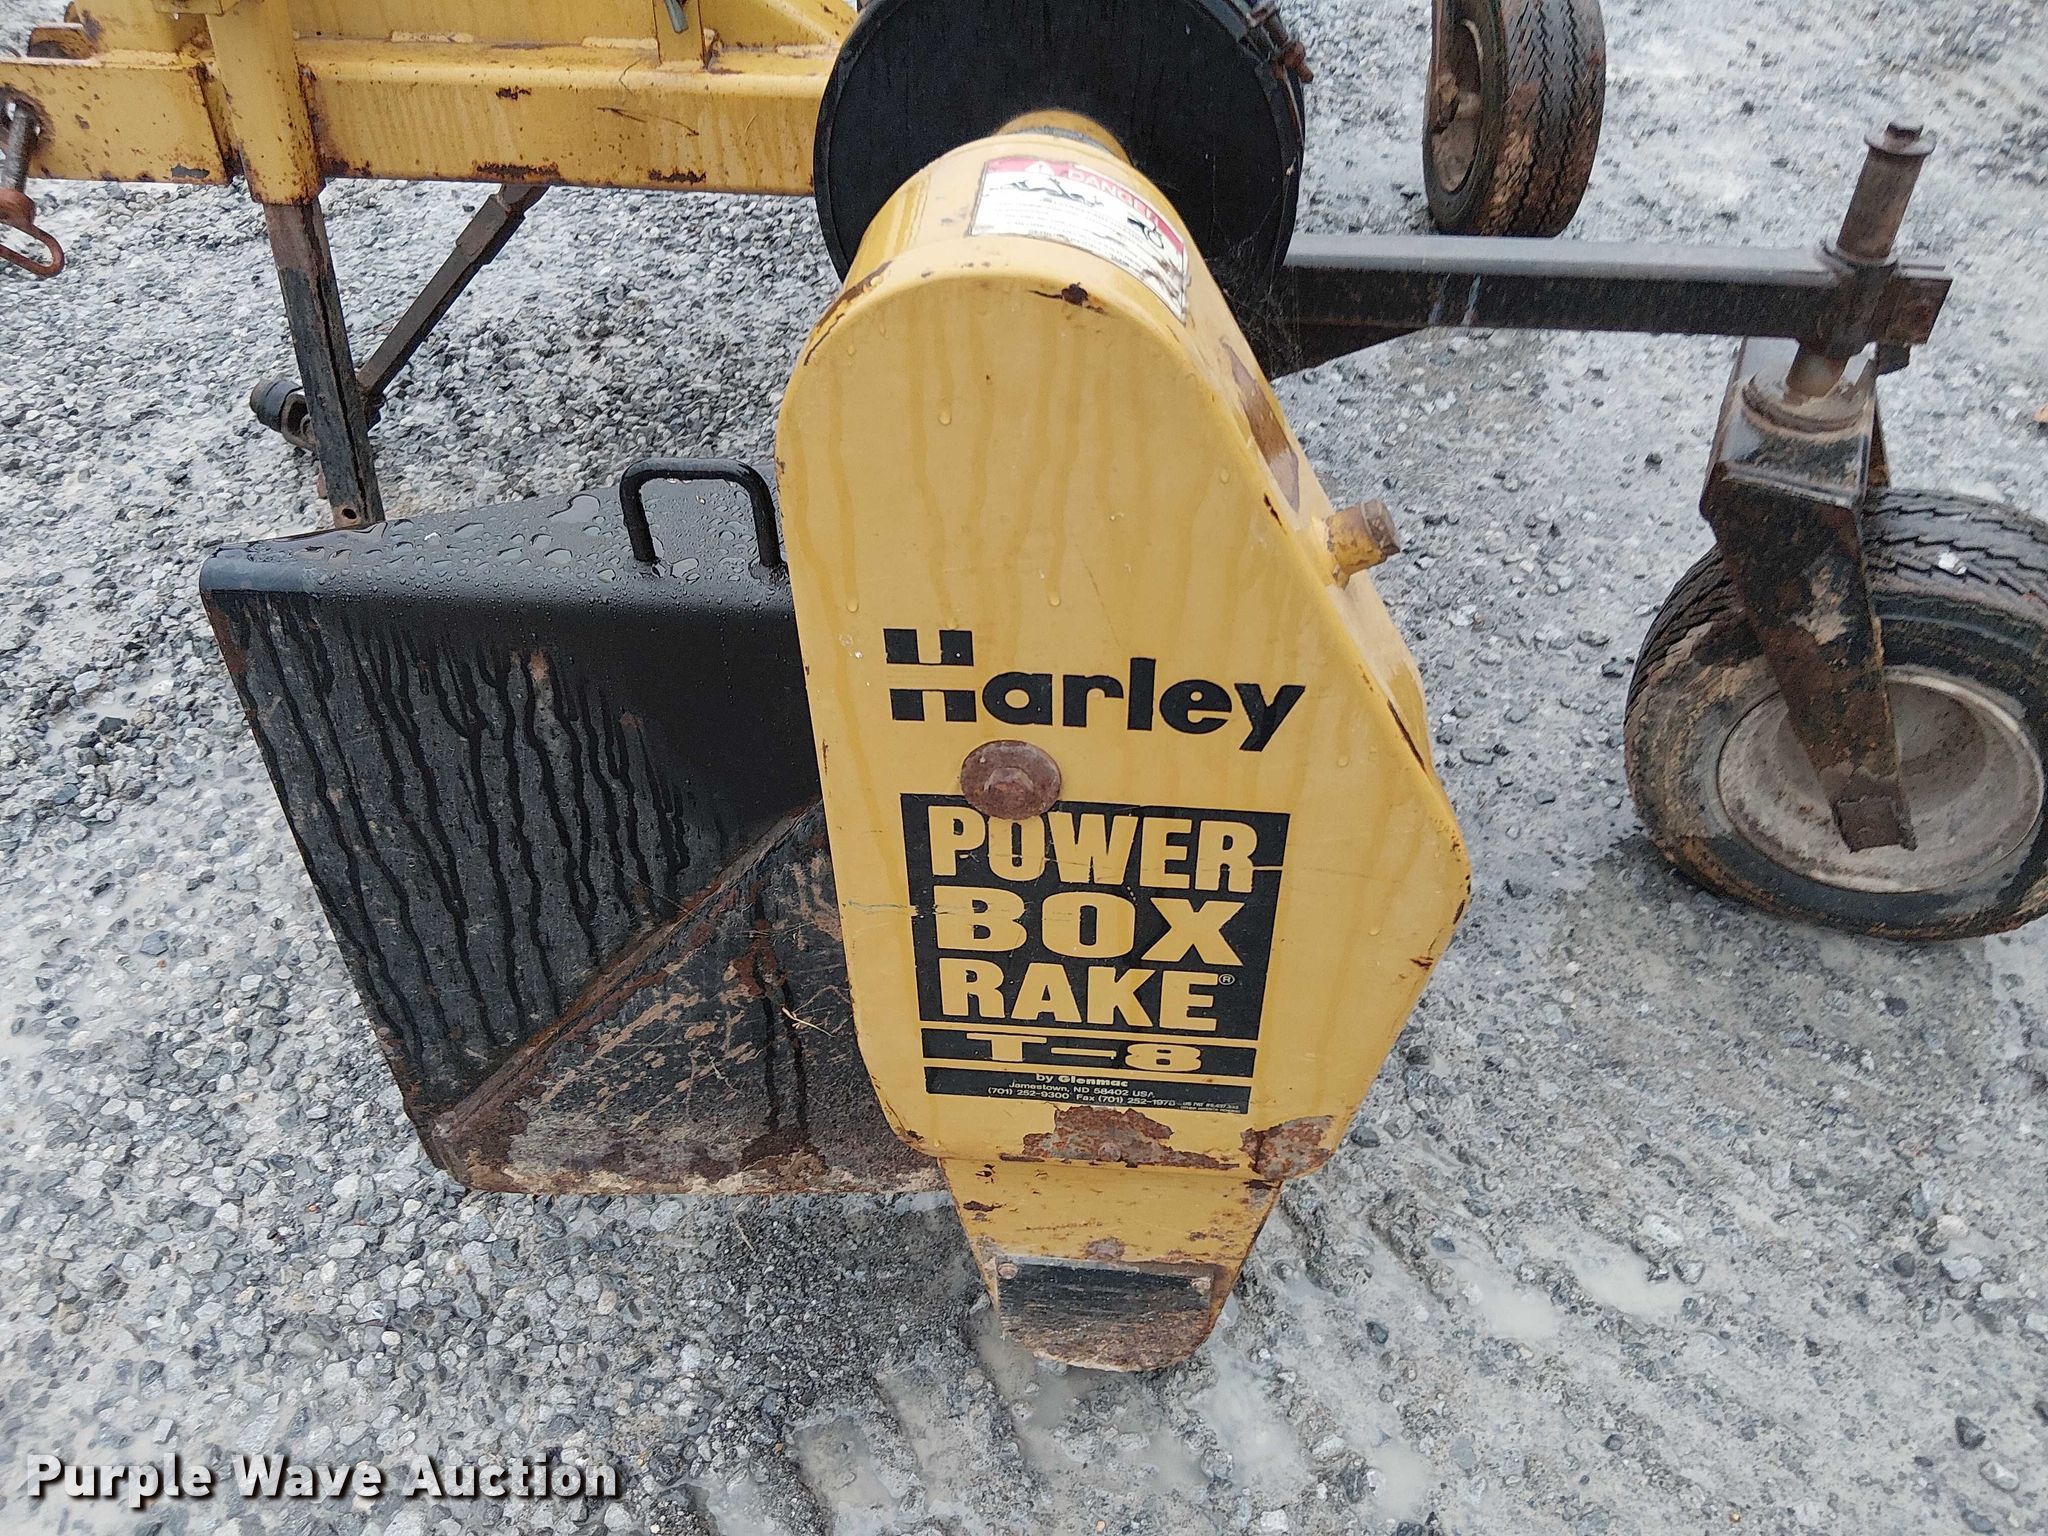 DANGER
Harley
POWER
BOX
RAKE®
T-8
by Glenmac
Jamestown, ND 58402 USA
(701) 252-9300 Fax (701) 252-1978
Purple Wave Auction